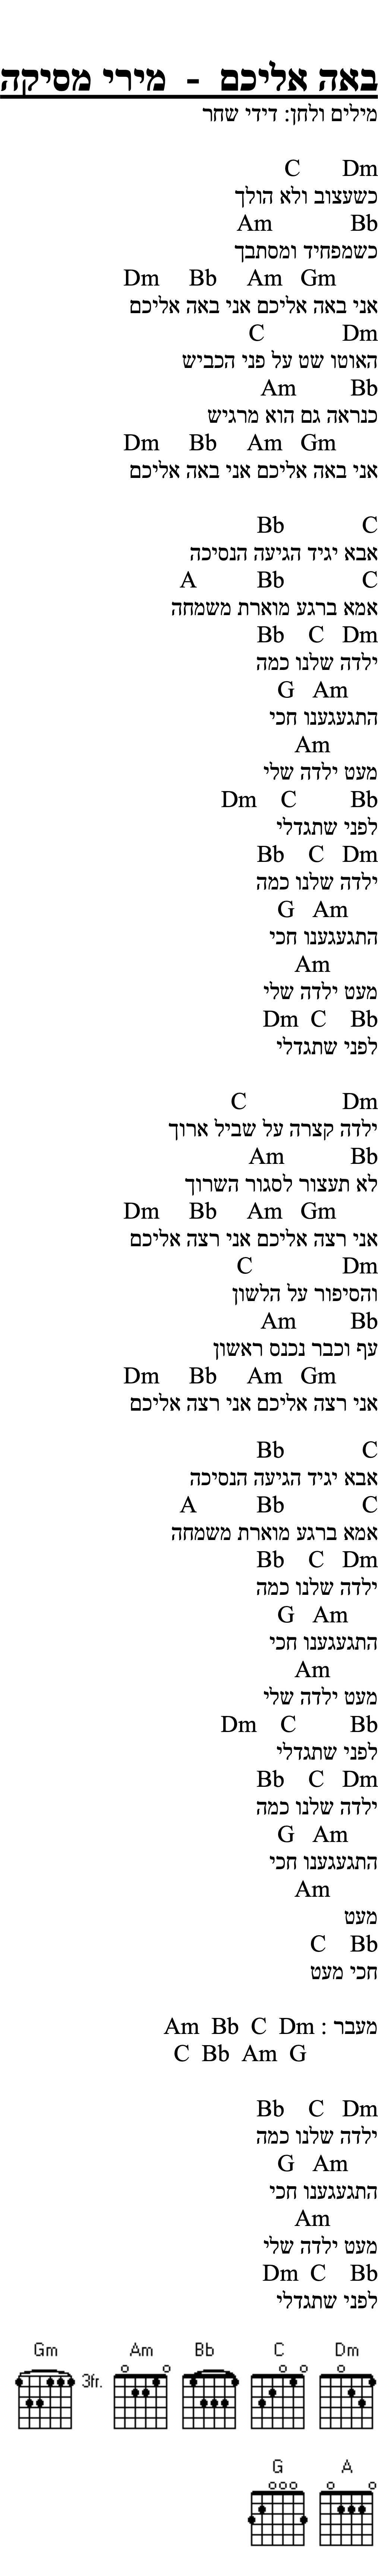 באה אליכם - מירי מסיקה
מילים ולחן: דידי שחר
C Dm
כשעצוב ולא הולך
Am Bb
כשמפחיד ומסתבך
Dm Bb Am Gm
אני באה אליכם אני באה אליכם
C Dm
האוטו שט על פני הכביש
Am Bb
כנראה גם הוא מרגיש
Dm Bb Am Gm
אני באה אליכם אני באה אליכם
Bb C
אבא יגיד הגיעה הנסיכה
A Bb C
אמא ברגע מוארת משמחה
Bb C Dm
ילדה שלנו כמה
G Am
התגעגענו חכי
Am
מעט ילדה שלי
Dm C Bb
לפני שתגדלי
Bb C Dm
ילדה שלנו כמה
G Am
התגעגענו חכי
Am
מעט ילדה שלי
Dm C Bb
לפני שתגדלי
C Dm
ילדה קצרה על שביל ארוך
Am Bb
לא תעצור לסגור השרוך
Dm Bb Am Gm
אני רצה אליכם אני רצה אליכם
C Dm
והסיפור על הלשון
Am Bb
עף וכבר נכנס ראשון
Dm Bb Am Gm
אני רצה אליכם אני רצה אליכם
Bb C
אבא יגיד הגיעה הנסיכה
A Bb C
אמא ברגע מוארת משמחה
Bb C Dm
ילדה שלנו כמה
G Am
התגעגענו חכי
Am
מעט ילדה שלי
Dm C Bb
לפני שתגדלי
Bb C Dm
ילדה שלנו כמה
G Am
התגעגענו חכי
Am
מעט
C Bb
חכי מעט
מעבר : Am Bb C Dm
C Bb Am G
Bb C Dm
ילדה שלנו כמה
G Am
התגעגענו חכי
Am
מעט ילדה שלי
Dm C Bb
לפני שתגדלי
Gm Am Bb C Dm
3fr.
G A